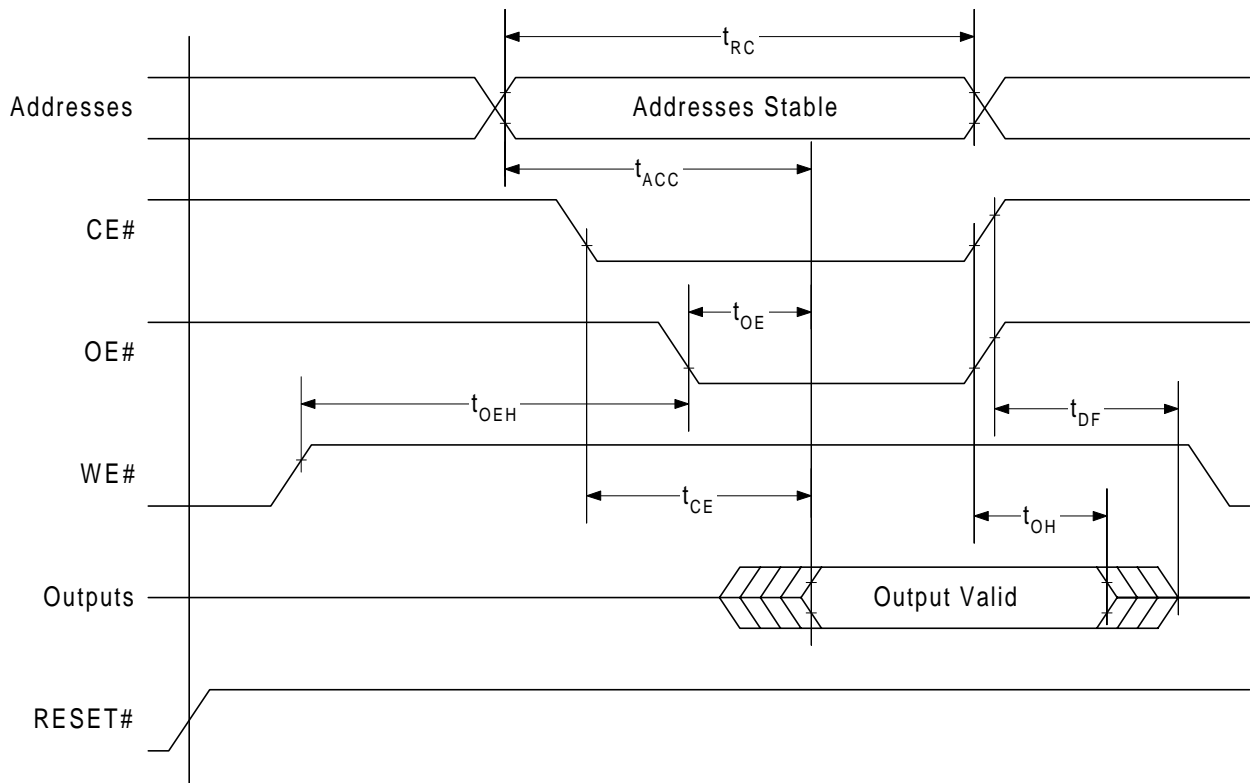 tRC
Addresses
Addresses Stable
tACC
CE#
tOE
OE#
tOEH
tDF
WE#
tCE
tOH
Outputs
Output Valid
RESET#